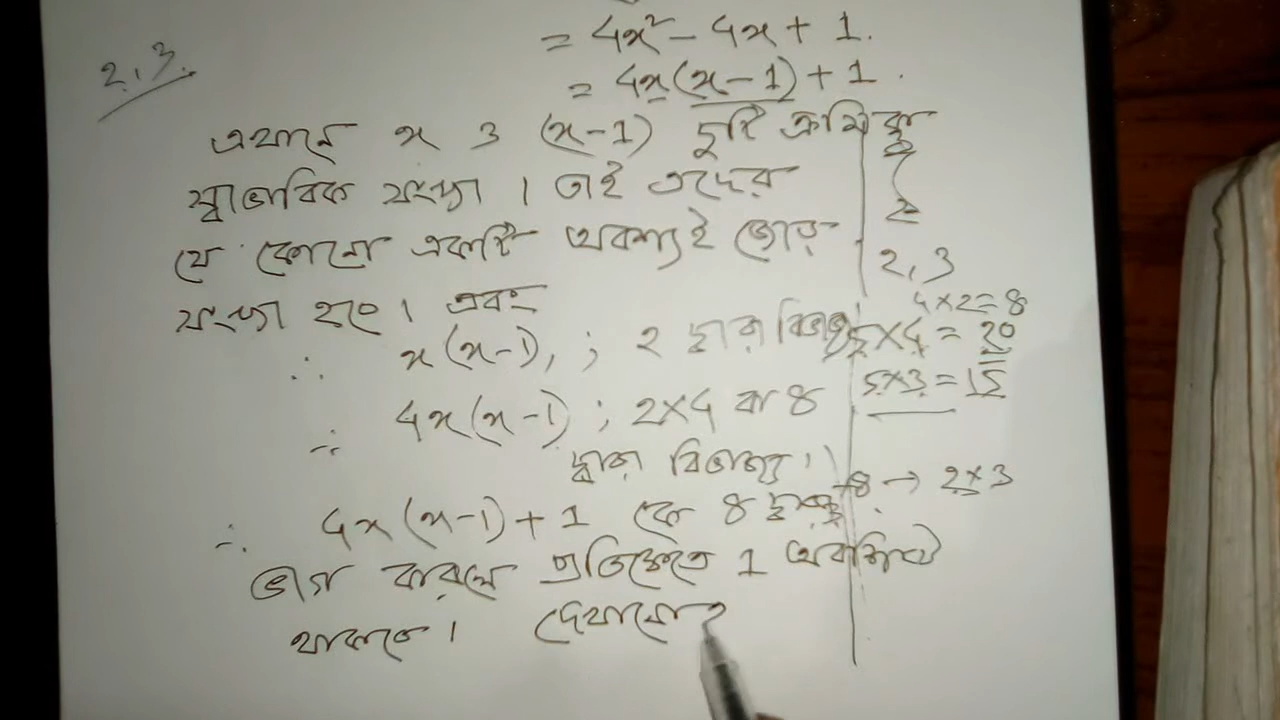 2,3.
= 4x² − 4x + 1.
= 4x(x − 1) + 1.
এখানে x ও (x−1) দুটি ক্রমিক
স্বাভাবিক সংখ্যা। তাই এদের
যে কোনো একটি অবশ্যই জোড়
সংখ্যা হবে। এবং
∴ x(x−1), ; 2 দ্বারা বিভাজ্য
∴ 4x(x−1) ; 2×4 বা 8
দ্বারা বিভাজ্য।
∴ 4x(x−1)+1 কে 8 দ্বারা
ভাগ করলে প্রতিক্ষেত্রে 1 অবশিষ্ট
থাকবে। দেখানো
2,3
4×2=8
5×4=20
5×3=15
8 → 2×3